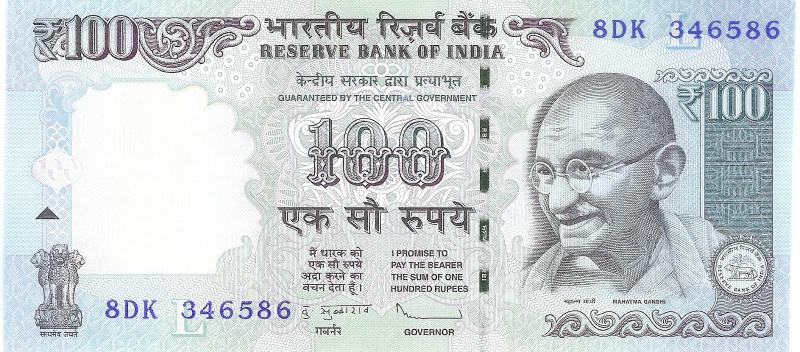 ₹100
भारतीय रिज़र्व बैंक
RESERVE BANK OF INDIA
8DK 346586
केन्द्रीय सरकार द्वारा प्रत्याभूत
GUARANTEED BY THE CENTRAL GOVERNMENT
₹100
100
एक सौ रुपये
मैं धारक को
एक सौ रुपये
अदा करने का
वचन देता हूँ।
I PROMISE TO
PAY THE BEARER
THE SUM OF ONE
HUNDRED RUPEES
महात्मा गांधी
MAHATMA GANDHI
भारतीय रिज़र्व बैंक
RESERVE BANK OF INDIA
8DK 346586
L
L
गवर्नर
GOVERNOR
सत्यमेव जयते